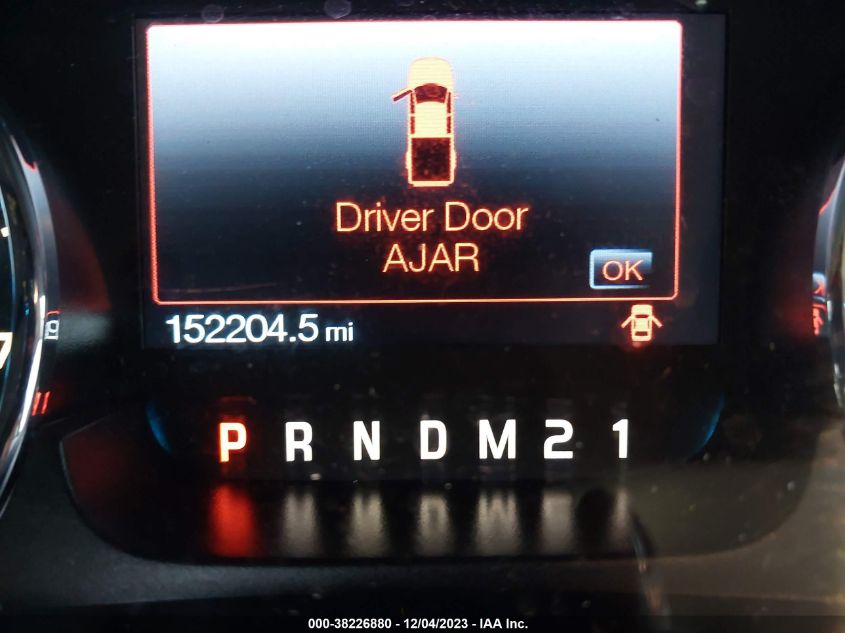 Driver Door
AJAR
OK
152204.5 mi
P R N D M 2 1
000-38226880 - 12/04/2023 - IAA Inc.